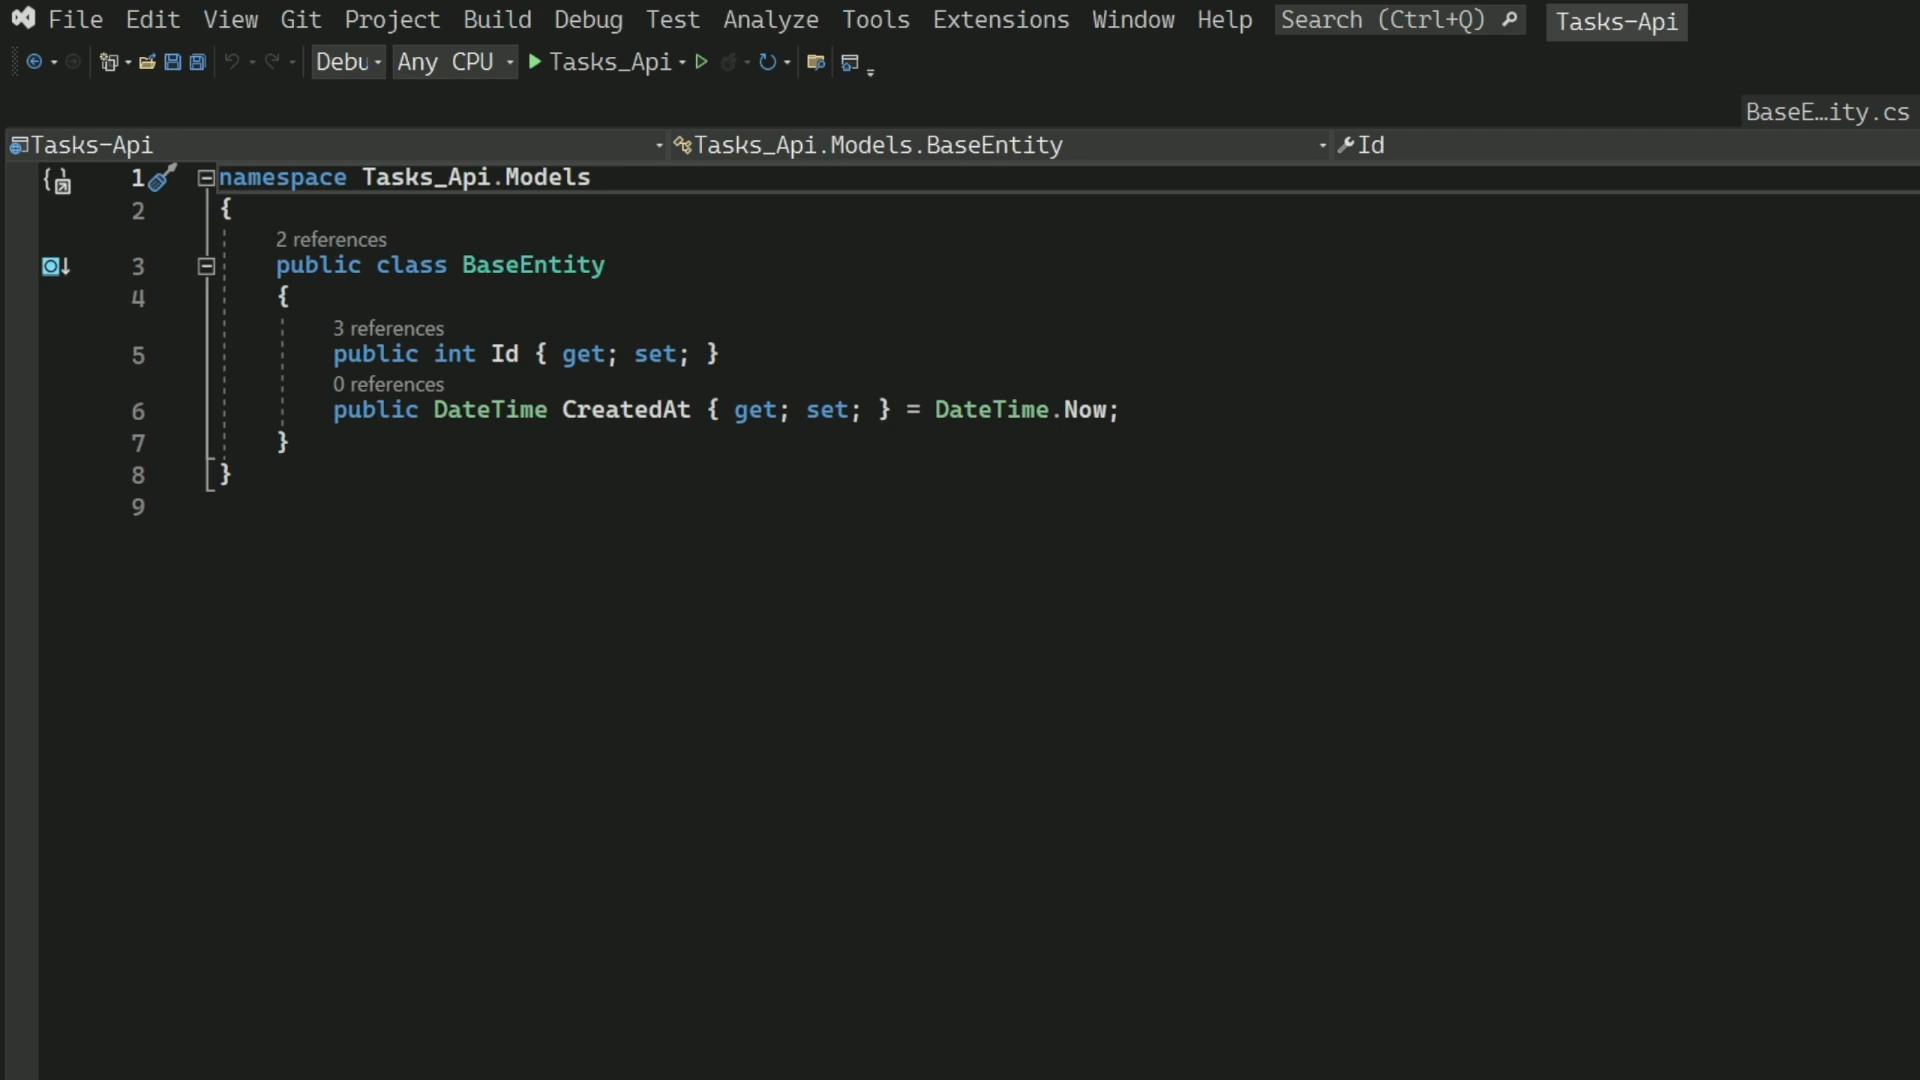 File Edit View Git Project Build Debug Test Analyze Tools Extensions Window Help Search (Ctrl+Q) Tasks-Api
Debu Any CPU Tasks_Api
BaseE…ity.cs
Tasks-Api Tasks_Api.Models.BaseEntity Id
1 namespace Tasks_Api.Models
2 {
2 references
3 public class BaseEntity
4 {
3 references
5 public int Id { get; set; }
0 references
6 public DateTime CreatedAt { get; set; } = DateTime.Now;
7 }
8 }
9